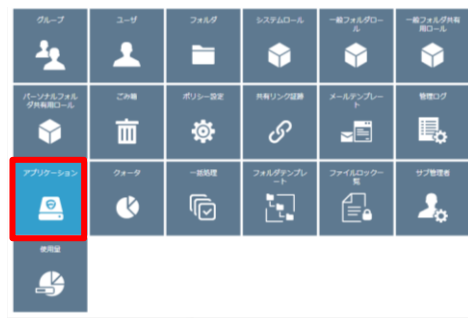 グループ
ユーザ
フォルダ
システムロール
一般フォルダロー
ル
一般フォルダ共有
用ロール
パーソナルフォル
ダ共有用ロール
ごみ箱
ポリシー設定
共有リンク証跡
メールテンプレー
ト
管理ログ
アプリケーション
クォータ
一括処理
フォルダテンプレ
ート
ファイルロック一
覧
サブ管理者
使用量